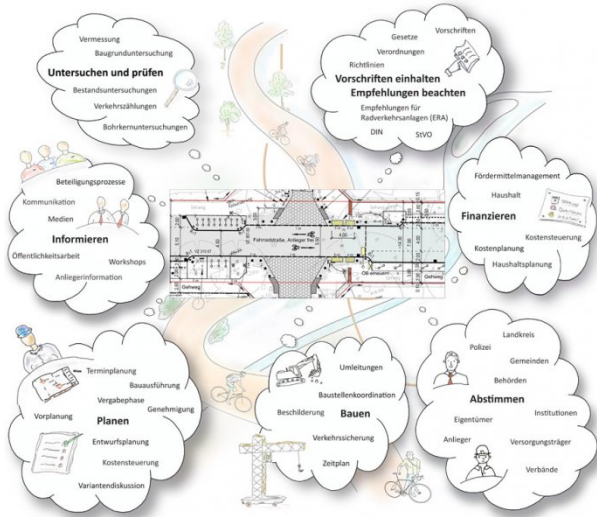 Vermessung
Baugrunduntersuchung
Untersuchen und prüfen
Bestandsuntersuchungen
Verkehrszählungen
Bohrkernuntersuchungen
Gesetze
Vorschriften
Verordnungen
Richtlinien
Vorschriften einhalten
Empfehlungen beachten
Empfehlungen für
Radverkehrsanlagen (ERA)
DIN
StVO
Beteiligungsprozesse
Kommunikation
Medien
Informieren
Öffentlichkeitsarbeit
Workshops
Anliegerinformation
Fahrradstraße, Anlieger frei
4.00
Gehweg
Gehweg
Fördermittelmanagement
Haushalt
Finanzieren
Kostensteuerung
Kostenplanung
Haushaltsplanung
Terminplanung
Bauausführung
Vergabephase
Genehmigung
Vorplanung
Planen
Entwurfsplanung
Kostensteuerung
Variantendiskussion
Umleitungen
Baustellenkoordination
Beschilderung
Bauen
Verkehrssicherung
Zeitplan
Landkreis
Polizei
Gemeinden
Behörden
Abstimmen
Institutionen
Eigentümer
Anlieger
Versorgungsträger
Verbände